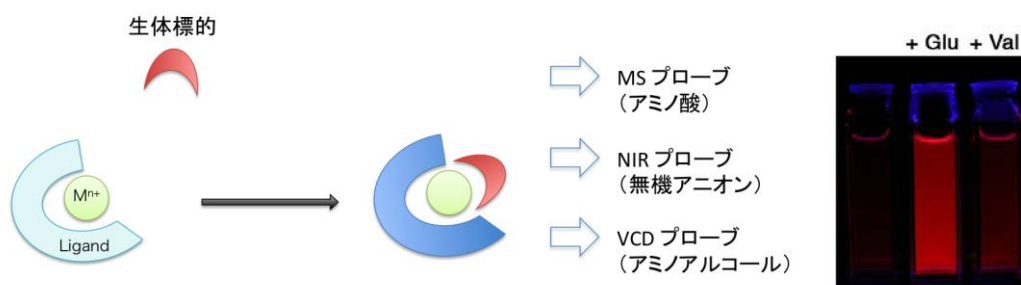 生体標的
Mn+
Ligand
MS プローブ
（アミノ酸）
NIR プローブ
（無機アニオン）
VCD プローブ
（アミノアルコール）
+ Glu + Val